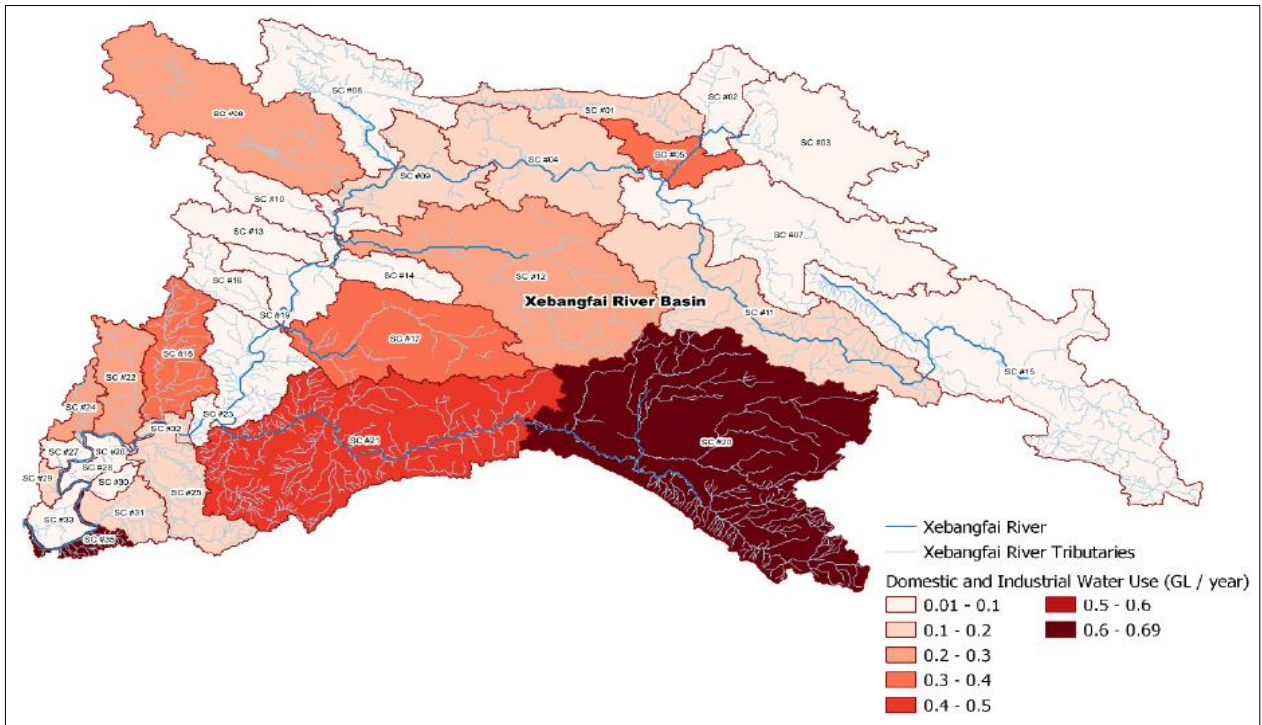 SC #06
SC #02
SC #01
SC #08
SC #03
SC #05
SC #04
SC #09
SC #10
SC #13
SC #07
SC #14
SC #12
SC #16
Xebangfai River Basin
SC #19
SC #11
SC #17
SC #18
SC #15
SC #22
SC #24
SC #23
SC #32
SC #21
SC #20
SC #26
SC #27
SC #28
SC #29
SC #30
SC #25
SC #31
SC #33
Xebangfai River
Xebangfai River Tributaries
Domestic and Industrial Water Use (GL / year)
0.01 - 0.1
0.5 - 0.6
0.1 - 0.2
0.6 - 0.69
0.2 - 0.3
0.3 - 0.4
0.4 - 0.5